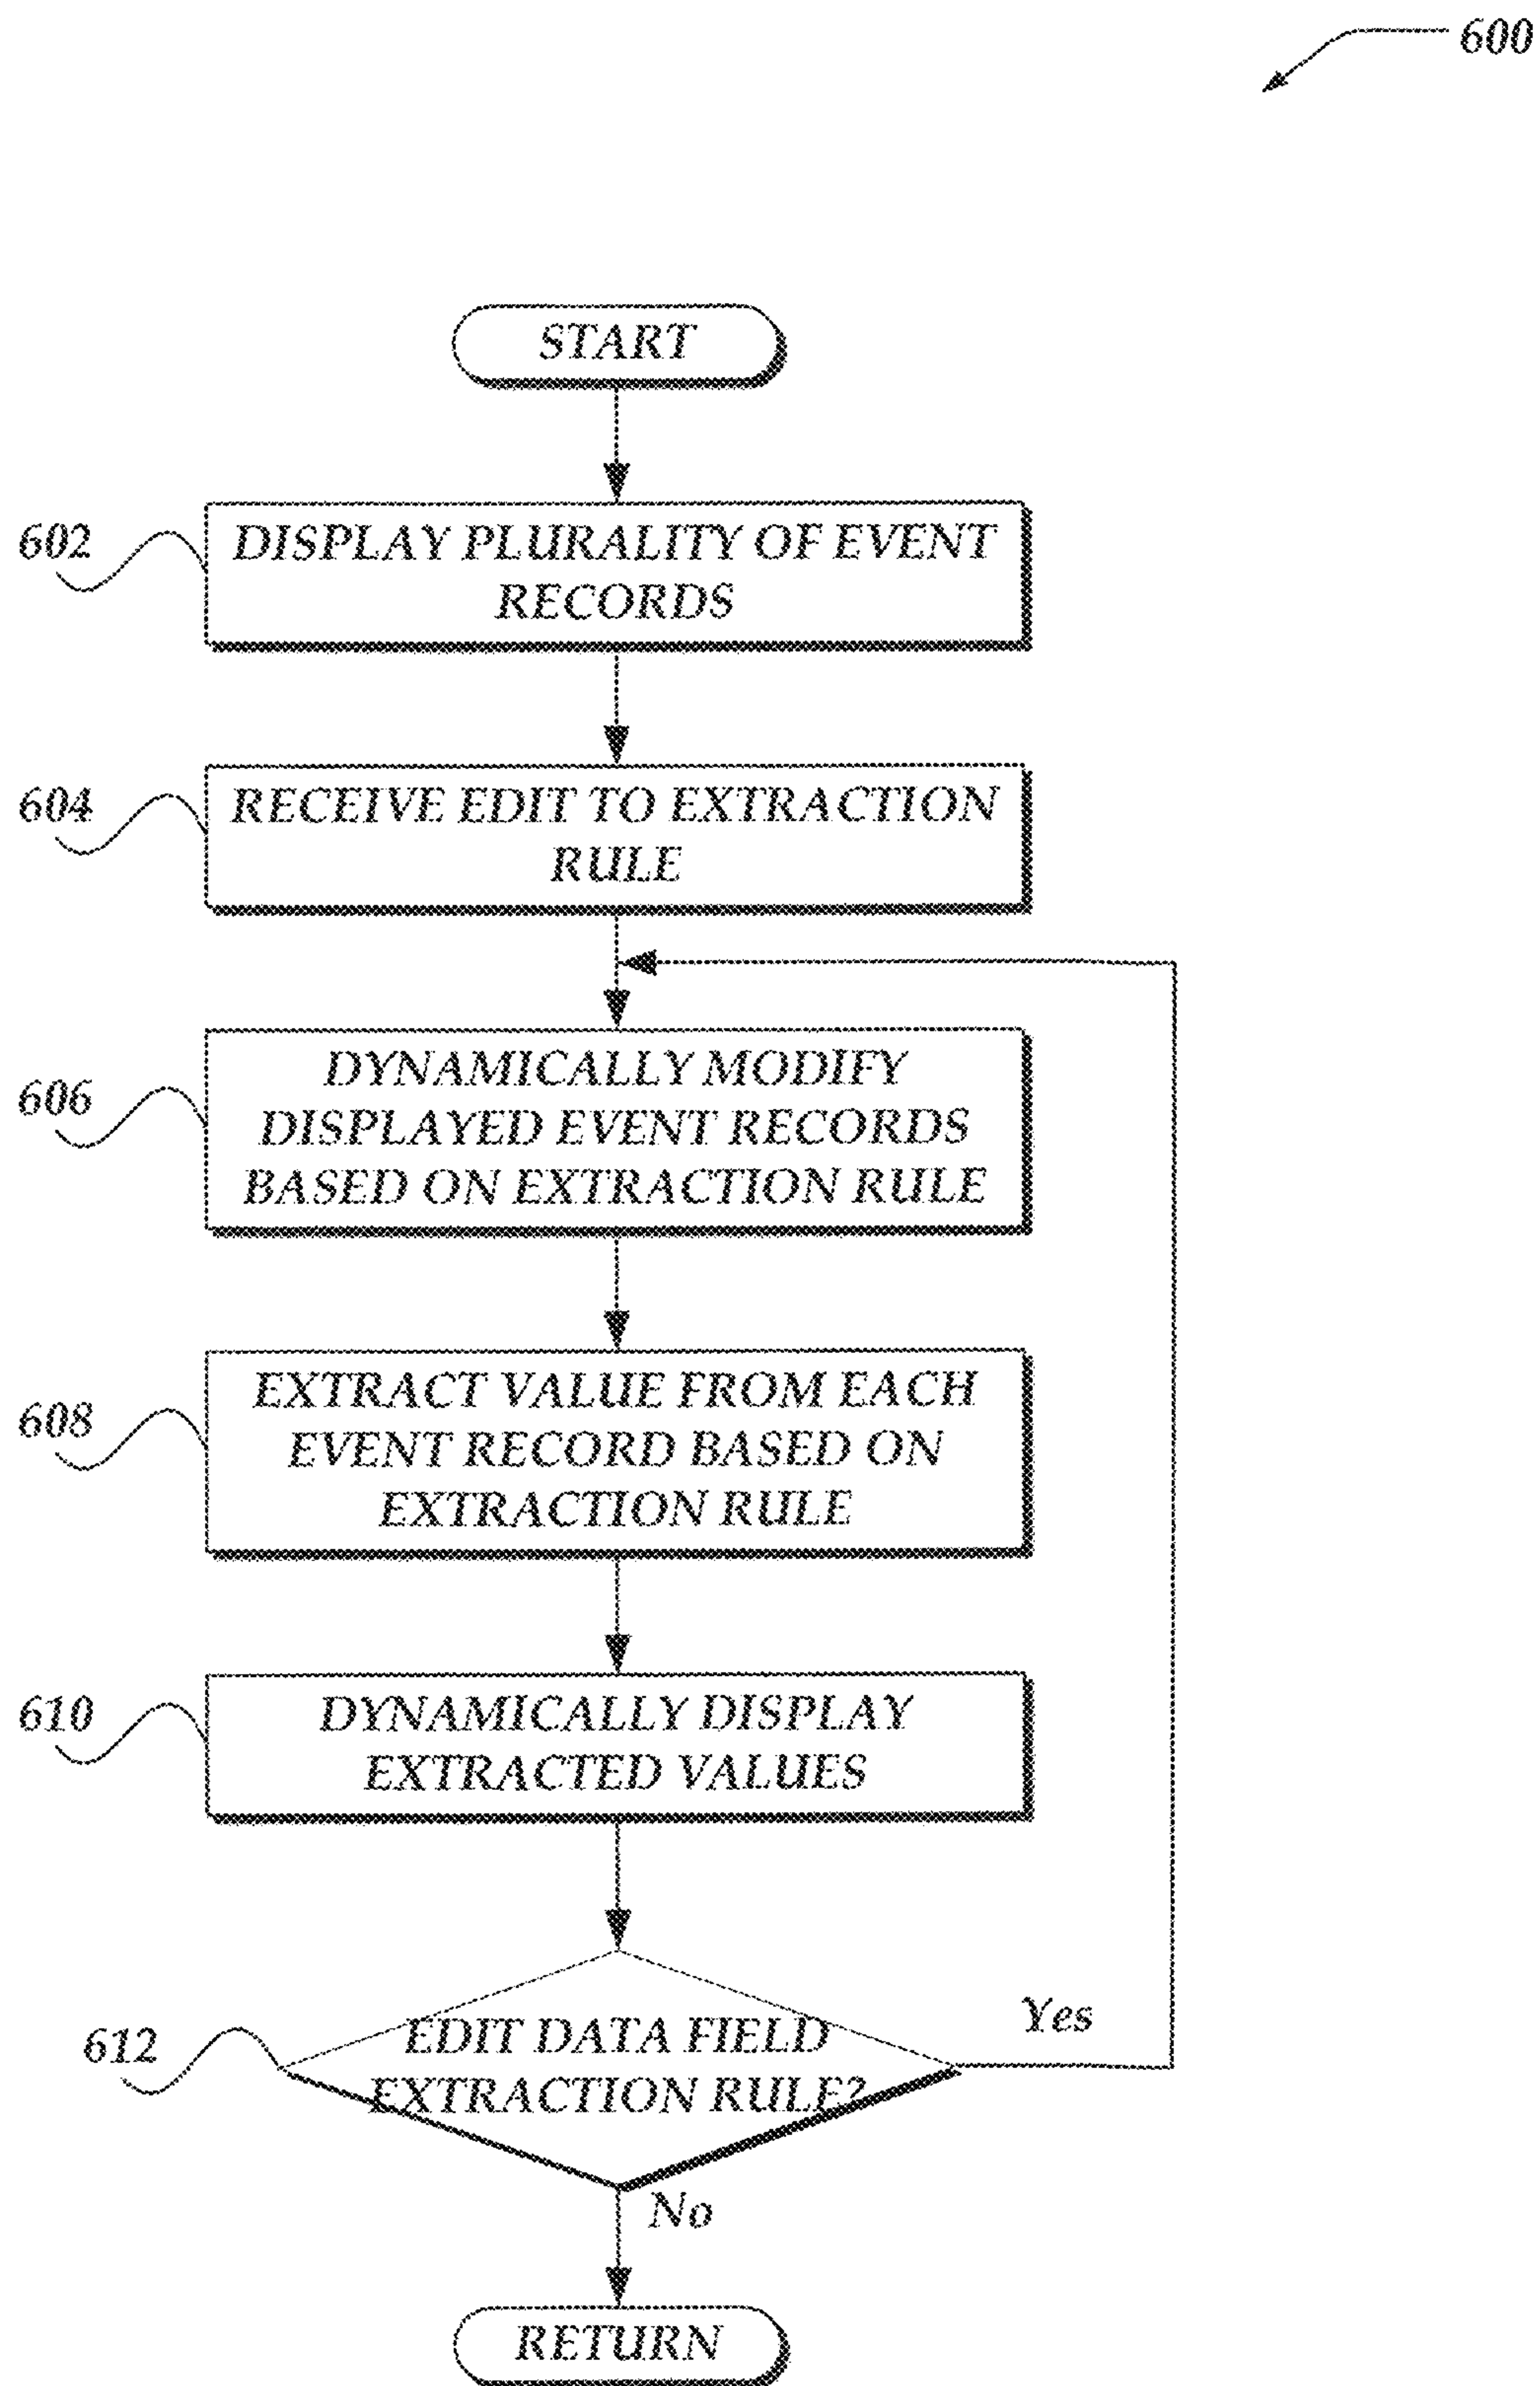 600
START
602
DISPLAY PLURALITY OF EVENT
RECORDS
604
RECEIVE EDIT TO EXTRACTION
RULE
606
DYNAMICALLY MODIFY
DISPLAYED EVENT RECORDS
BASED ON EXTRACTION RULE
608
EXTRACT VALUE FROM EACH
EVENT RECORD BASED ON
EXTRACTION RULE
610
DYNAMICALLY DISPLAY
EXTRACTED VALUES
612
EDIT DATA FIELD
EXTRACTION RULE?
Yes
No
RETURN